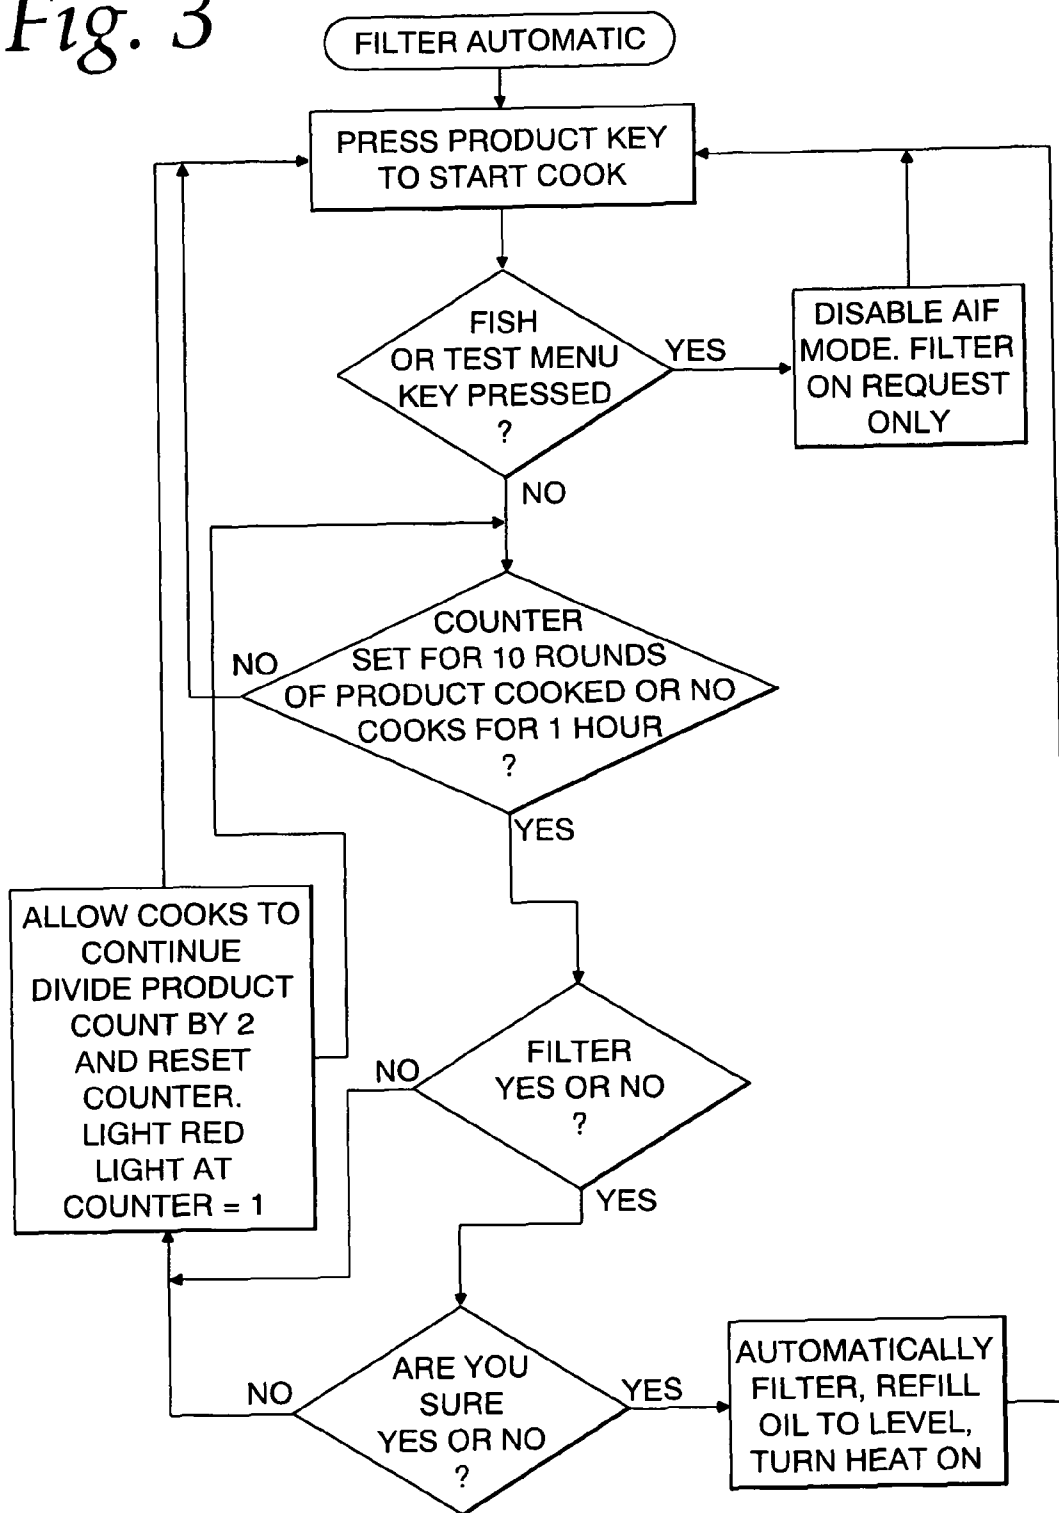 Fig. 3
FILTER AUTOMATIC
PRESS PRODUCT KEY
TO START COOK
FISH
OR TEST MENU
KEY PRESSED
?
YES
DISABLE AIF
MODE. FILTER
ON REQUEST
ONLY
NO
COUNTER
SET FOR 10 ROUNDS
OF PRODUCT COOKED OR NO
COOKS FOR 1 HOUR
?
NO
YES
ALLOW COOKS TO
CONTINUE
DIVIDE PRODUCT
COUNT BY 2
AND RESET
COUNTER.
LIGHT RED
LIGHT AT
COUNTER = 1
FILTER
YES OR NO
?
NO
YES
ARE YOU
SURE
YES OR NO
?
NO
YES
AUTOMATICALLY
FILTER, REFILL
OIL TO LEVEL,
TURN HEAT ON